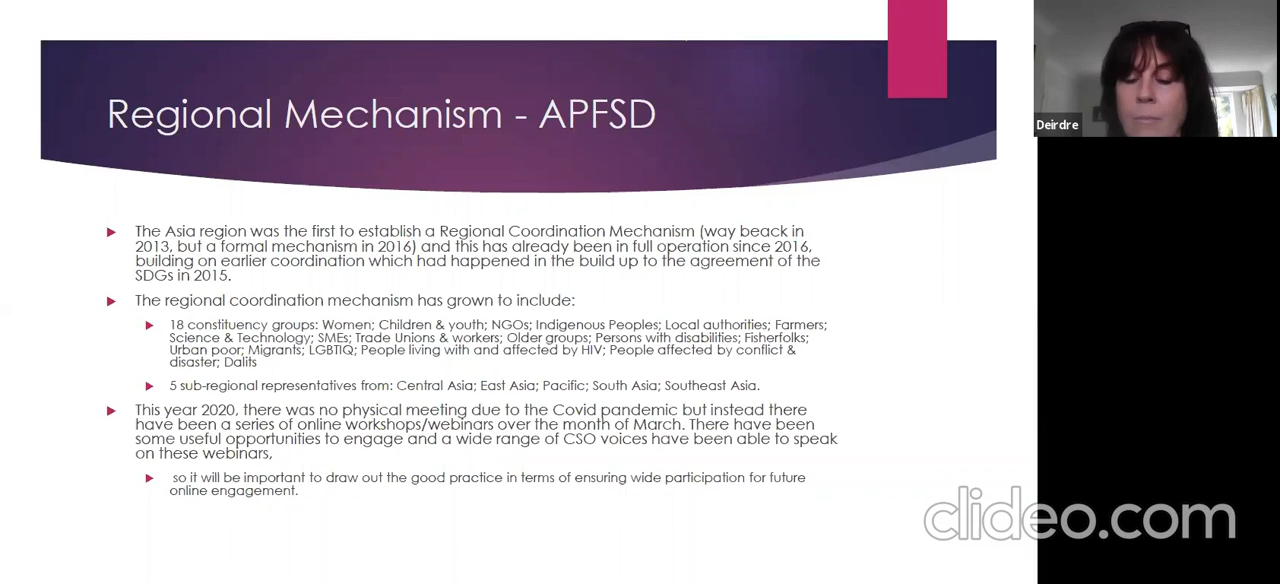 Regional Mechanism - APFSD
Deirdre
The Asia region was the first to establish a Regional Coordination Mechanism (way beack in
2013, but a formal mechanism in 2016) and this has already been in full operation since 2016,
building on earlier coordination which had happened in the build up to the agreement of the
SDGs in 2015.
The regional coordination mechanism has grown to include:
18 constituency groups: Women; Children & youth; NGOs; Indigenous Peoples; Local authorities; Farmers;
Science & Technology; SMEs; Trade Unions & workers; Older groups; Persons with disabilities; Fisherfolks;
Urban poor; Migrants; LGBTIQ; People living with and affected by HIV; People affected by conflict &
disaster; Dalits
5 sub-regional representatives from: Central Asia; East Asia; Pacific; South Asia; Southeast Asia.
This year 2020, there was no physical meeting due to the Covid pandemic but instead there
have been a series of online workshops/webinars over the month of March. There have been
some useful opportunities to engage and a wide range of CSO voices have been able to speak
on these webinars,
so it will be important to draw out the good practice in terms of ensuring wide participation for future
online engagement.
clideo.com